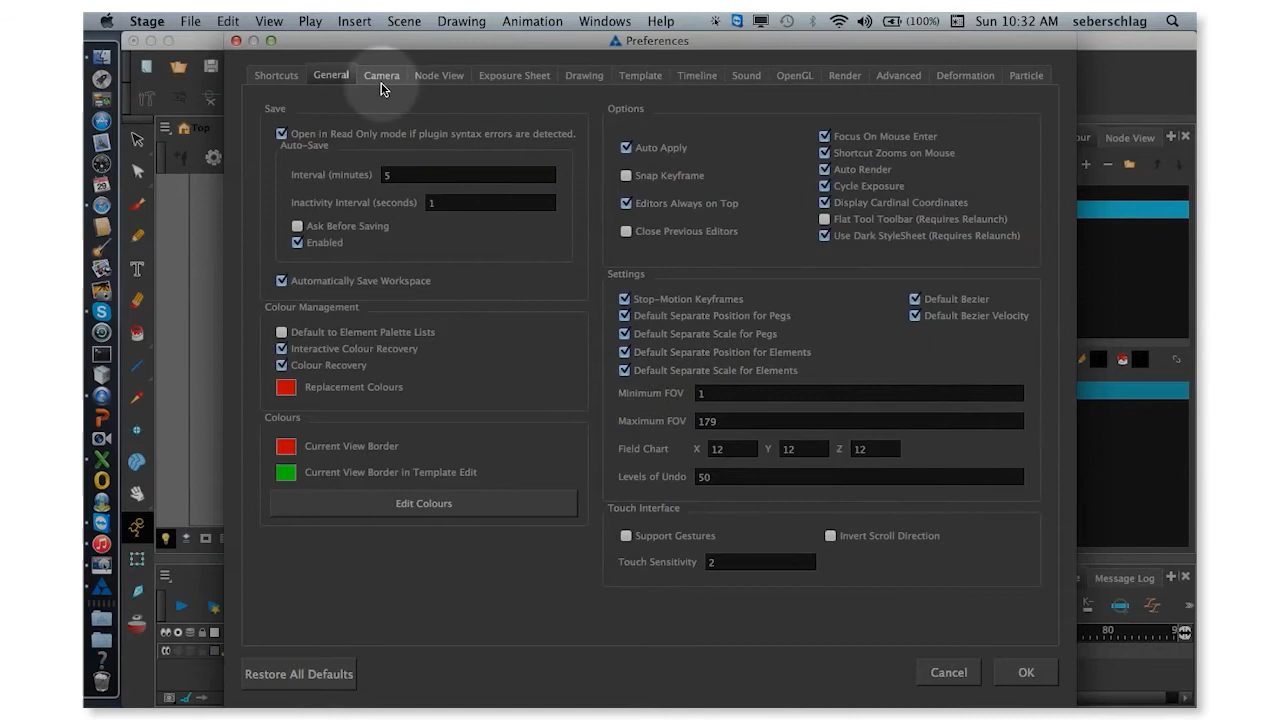 Stage File Edit View Play Insert Scene Drawing Animation Windows Help (100%) Sun 10:32 AM seberschlag
Preferences
Shortcuts General Camera Node View Exposure Sheet Drawing Template Timeline Sound OpenGL Render Advanced Deformation Particle
Save
Open in Read Only mode if plugin syntax errors are detected.
Auto-Save
Interval (minutes) 5
Inactivity Interval (seconds) 1
Ask Before Saving
Enabled
Automatically Save Workspace
Colour Management
Default to Element Palette Lists
Interactive Colour Recovery
Colour Recovery
Replacement Colours
Colours
Current View Border
Current View Border in Template Edit
Edit Colours
Options
Auto Apply
Snap Keyframe
Editors Always on Top
Close Previous Editors
Focus On Mouse Enter
Shortcut Zooms on Mouse
Auto Render
Cycle Exposure
Display Cardinal Coordinates
Flat Tool Toolbar (Requires Relaunch)
Use Dark StyleSheet (Requires Relaunch)
Settings
Stop-Motion Keyframes
Default Separate Position for Pegs
Default Separate Scale for Pegs
Default Separate Position for Elements
Default Separate Scale for Elements
Default Bezier
Default Bezier Velocity
Minimum FOV 1
Maximum FOV 179
Field Chart X 12 Y 12 Z 12
Levels of Undo 50
Touch Interface
Support Gestures
Invert Scroll Direction
Touch Sensitivity 2
Restore All Defaults
Cancel OK
Top
our Node View
Message Log
80